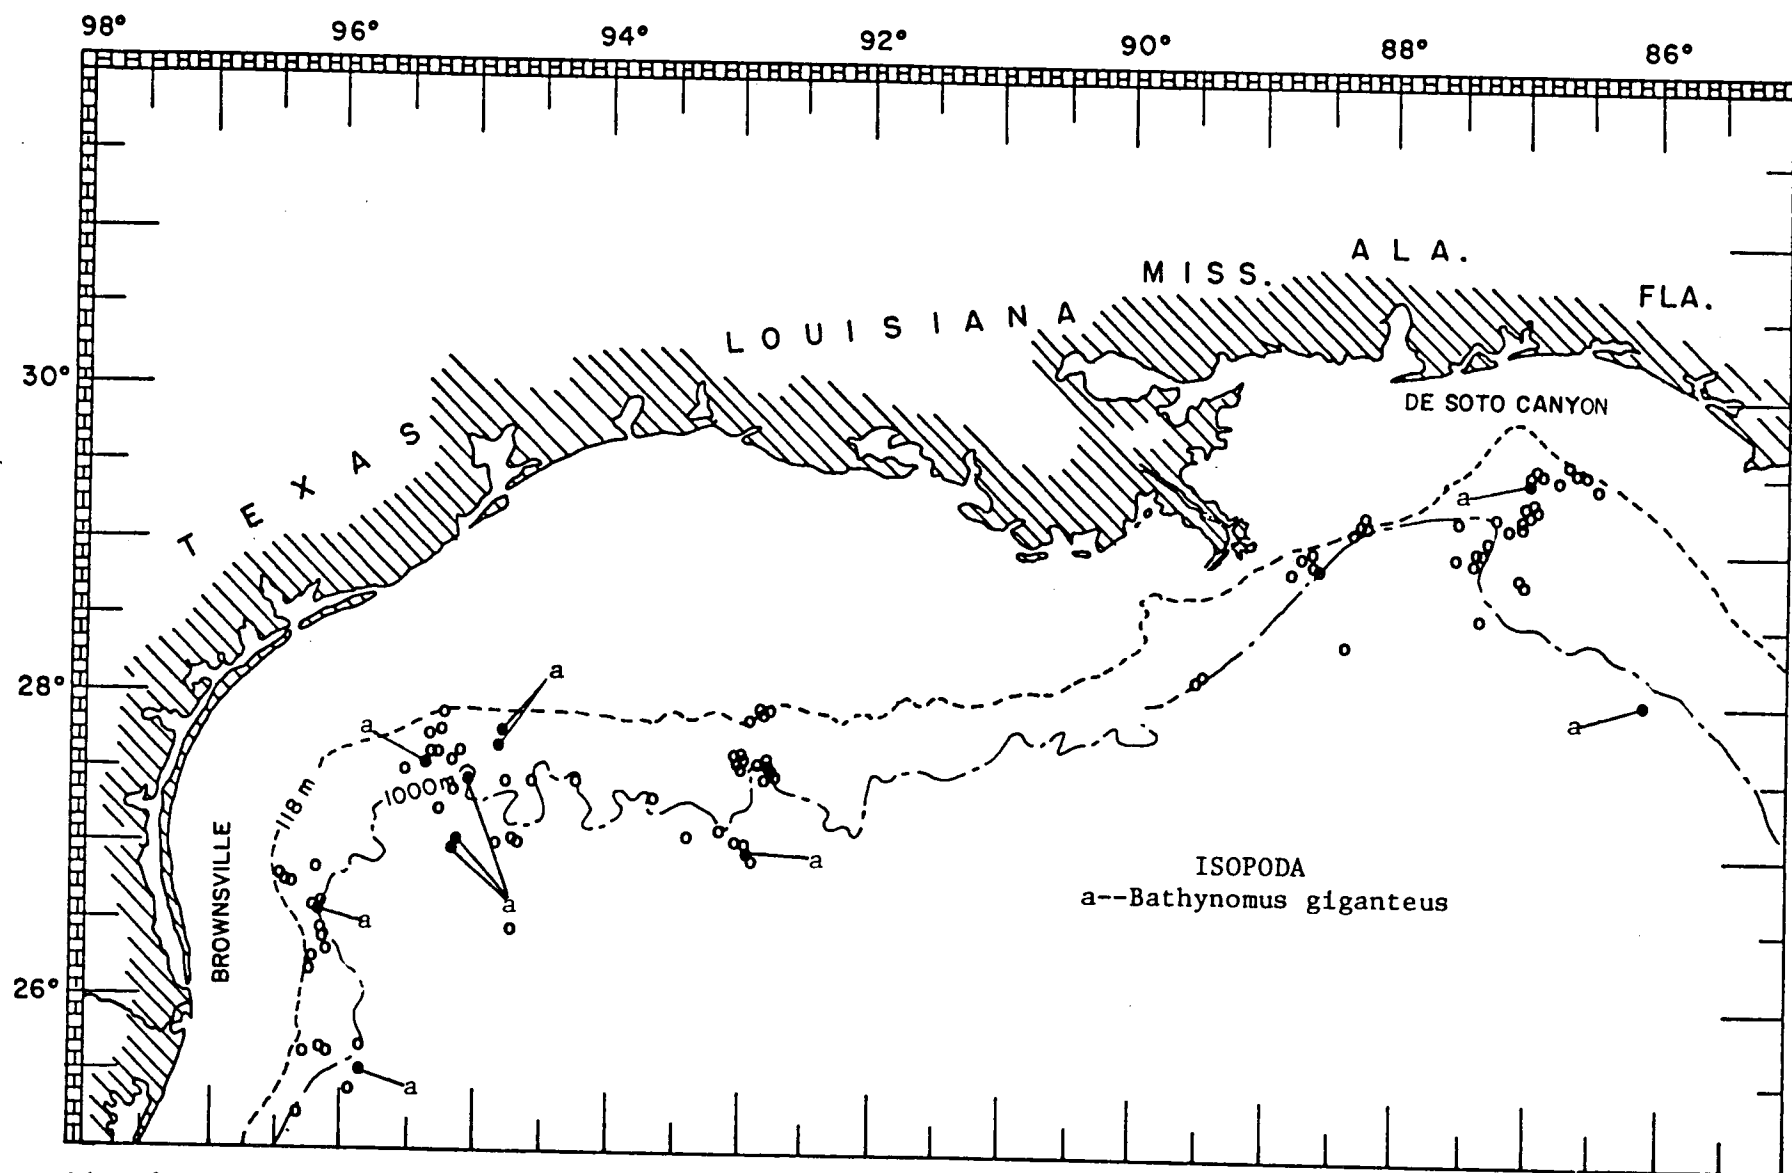 98° 96° 94° 92° 90° 88° 86°
ALA.
MISS.
FLA.
LOUISIANA
30°
DE SOTO CANYON
TEXAS
a
28°
a
a
a
118 m
1000 m
BROWNSVILLE
a
ISOPODA
a--Bathynomus giganteus
a
a
26°
a